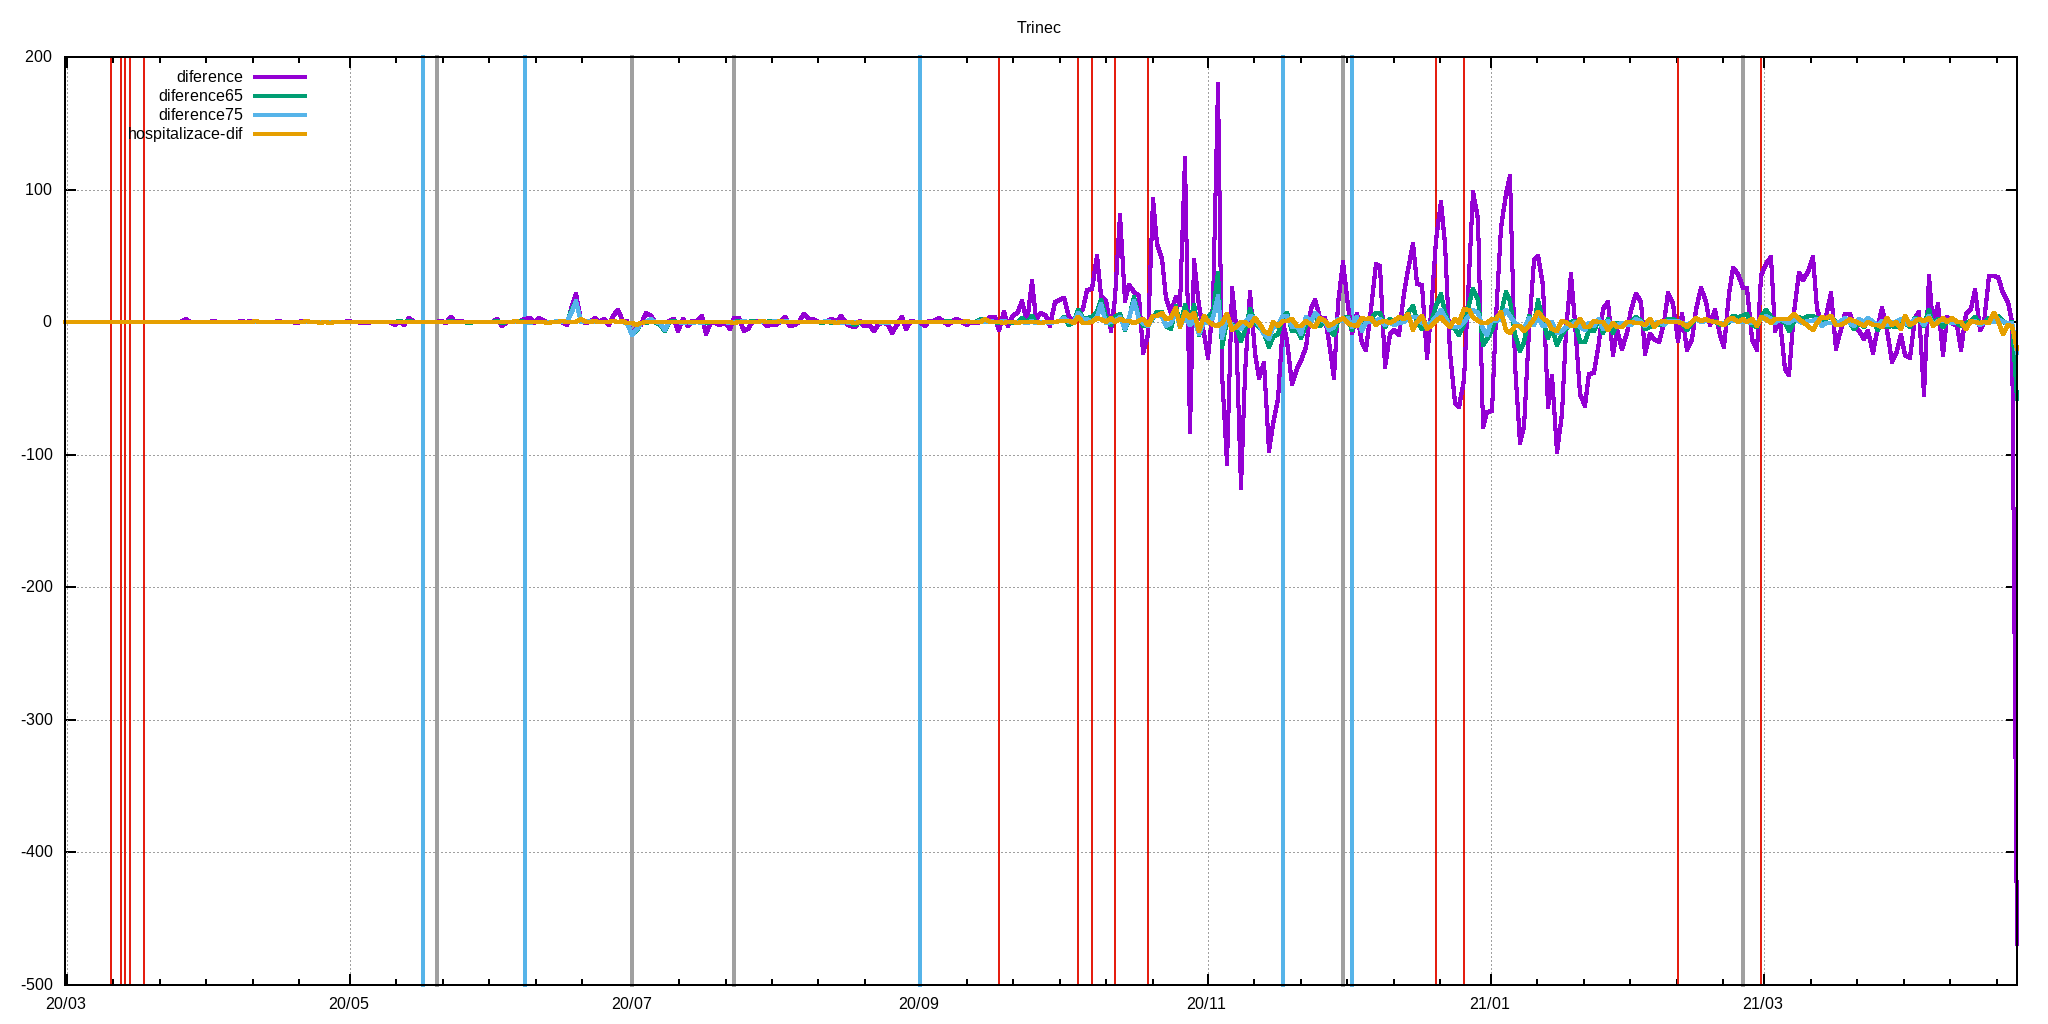 Trinec
200
diference
diference65
diference75
hospitalizace-dif
100
0
-100
-200
-300
-400
-500
20/03 20/05 20/07 20/09 20/11 21/01 21/03